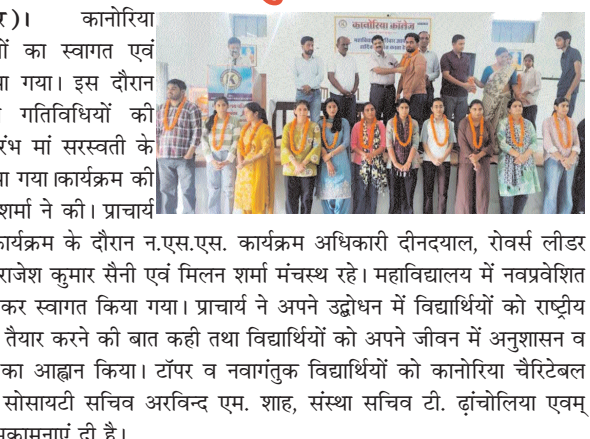 र)। कानोरिया
ों का स्वागत एवं
या गया। इस दौरान
गतिविधियों की
रंभ मां सरस्वती के
या गया।कार्यक्रम की
शर्मा ने की। प्राचार्य
कानोरिया कॉलेज
कार्यक्रम के दौरान न.एस.एस. कार्यक्रम अधिकारी दीनदयाल, रोवर्स लीडर
राजेश कुमार सैनी एवं मिलन शर्मा मंचस्थ रहे। महाविद्यालय में नवप्रवेशित
कर स्वागत किया गया। प्राचार्य ने अपने उद्बोधन में विद्यार्थियों को राष्ट्रीय
तैयार करने की बात कही तथा विद्यार्थियों को अपने जीवन में अनुशासन व
का आह्वान किया। टॉपर व नवागंतुक विद्यार्थियों को कानोरिया चैरिटेबल
सोसायटी सचिव अरविन्द एम. शाह, संस्था सचिव टी. ढ़ांचोलिया एवम्
ुभकामनाएं दी है।